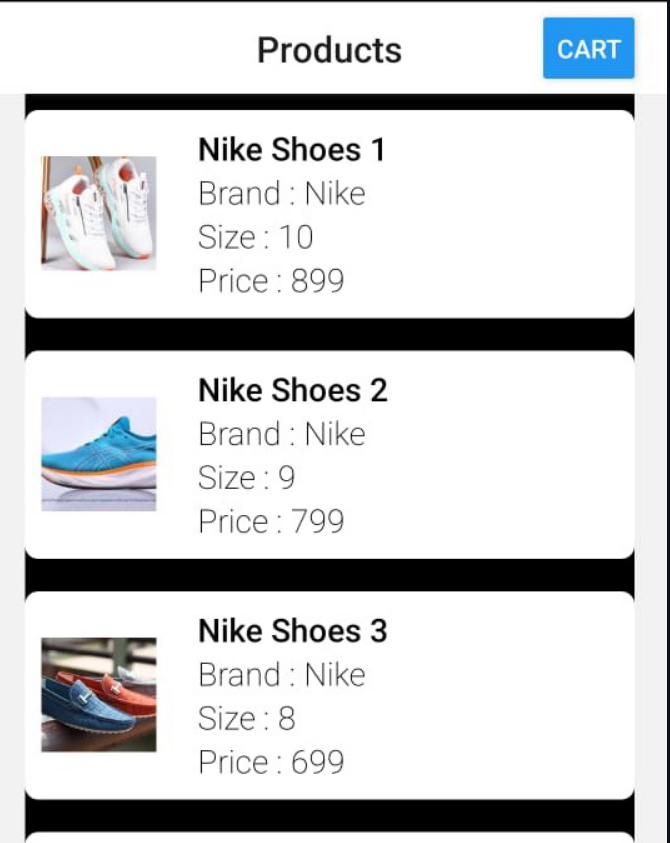 Products
CART
Nike Shoes 1
Brand : Nike
Size : 10
Price : 899
Nike Shoes 2
Brand : Nike
Size : 9
Price : 799
Nike Shoes 3
Brand : Nike
Size : 8
Price : 699